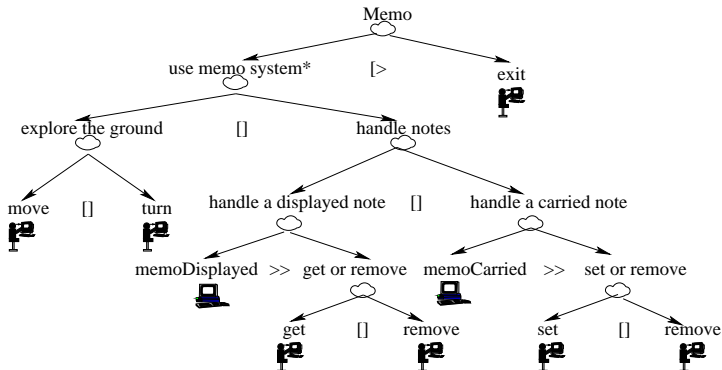 Memo
use memo system* [> exit
explore the ground [] handle notes
move [] turn handle a displayed note [] handle a carried note
memoDisplayed >> get or remove memoCarried >> set or remove
get [] remove set [] remove